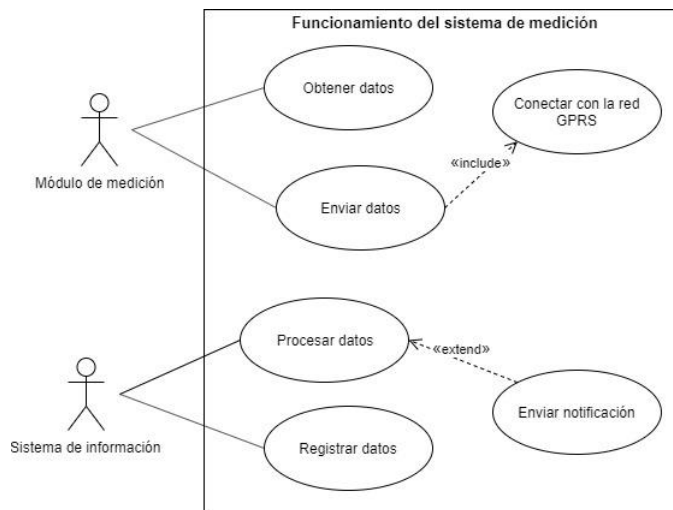 Funcionamiento del sistema de medición
Obtener datos
Conectar con la red
GPRS
Módulo de medición
«include»
Enviar datos
Procesar datos
«extend»
Enviar notificación
Sistema de información
Registrar datos